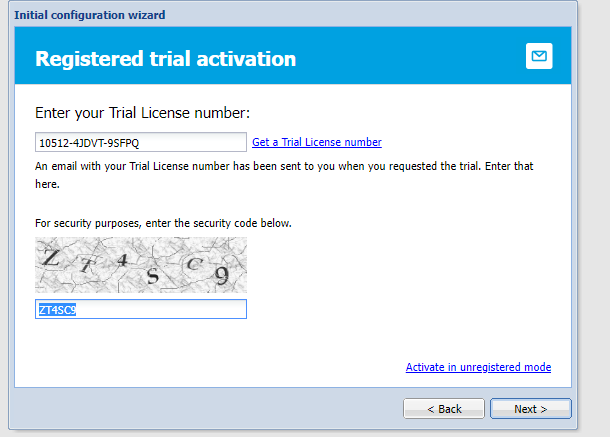 Initial configuration wizard
Registered trial activation
Enter your Trial License number:
10512-4JDVT-9SFPQ Get a Trial License number
An email with your Trial License number has been sent to you when you requested the trial. Enter that
here.
For security purposes, enter the security code below.
ZT4SC9
ZT4SC9
Activate in unregistered mode
< Back Next >